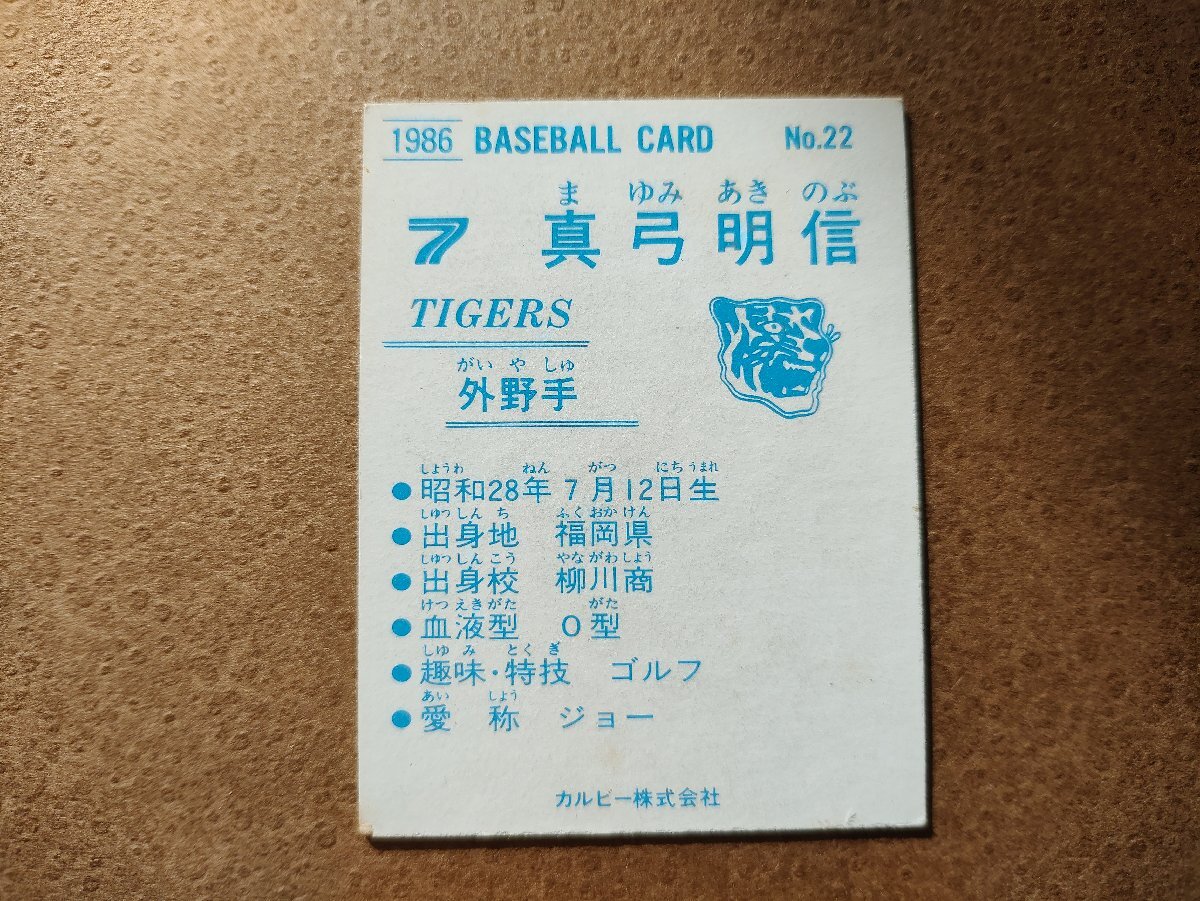 1986 BASEBALL CARD No.22
ま ゆみ あき のぶ
7 真弓明信
TIGERS
がい や しゅ
外野手
しょうわ ねん がつ にち うまれ
●昭和28年7月12日生
しゅっしん ち ふくおかけん
●出身地 福岡県
しゅっしんこう やながわしょう
●出身校 柳川商
けつえきがた がた
●血液型 O型
しゅ み とく ぎ
●趣味・特技 ゴルフ
あい しょう
●愛称 ジョー
カルビー株式会社